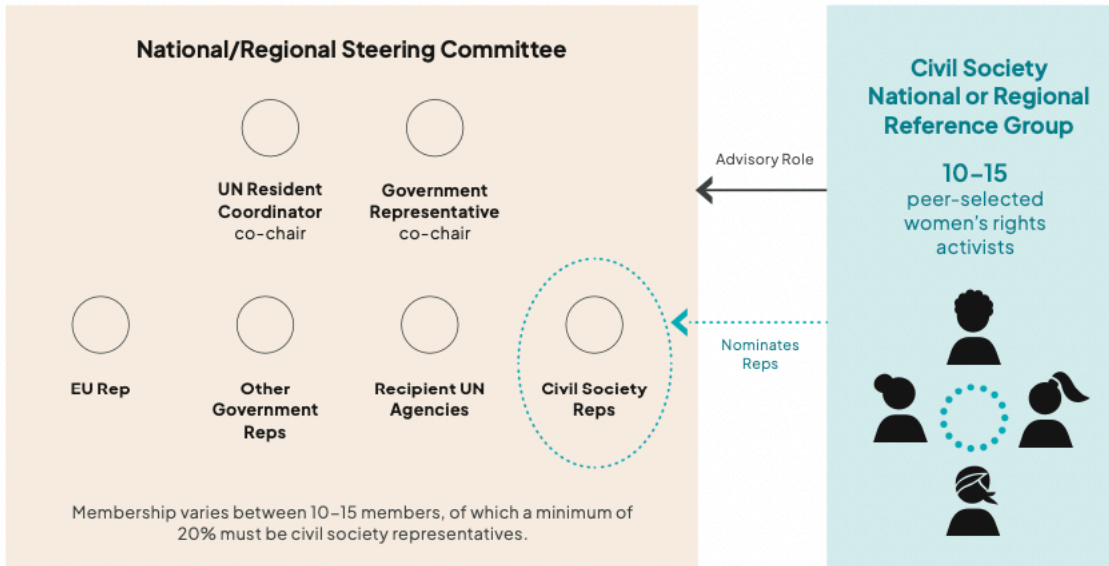 National/Regional Steering Committee
UN Resident
Coordinator
co-chair
Government
Representative
co-chair
EU Rep
Other
Government
Reps
Recipient UN
Agencies
Civil Society
Reps
Membership varies between 10–15 members, of which a minimum of
20% must be civil society representatives.
Advisory Role
Nominates
Reps
Civil Society
National or Regional
Reference Group
10–15
peer-selected
women's rights
activists